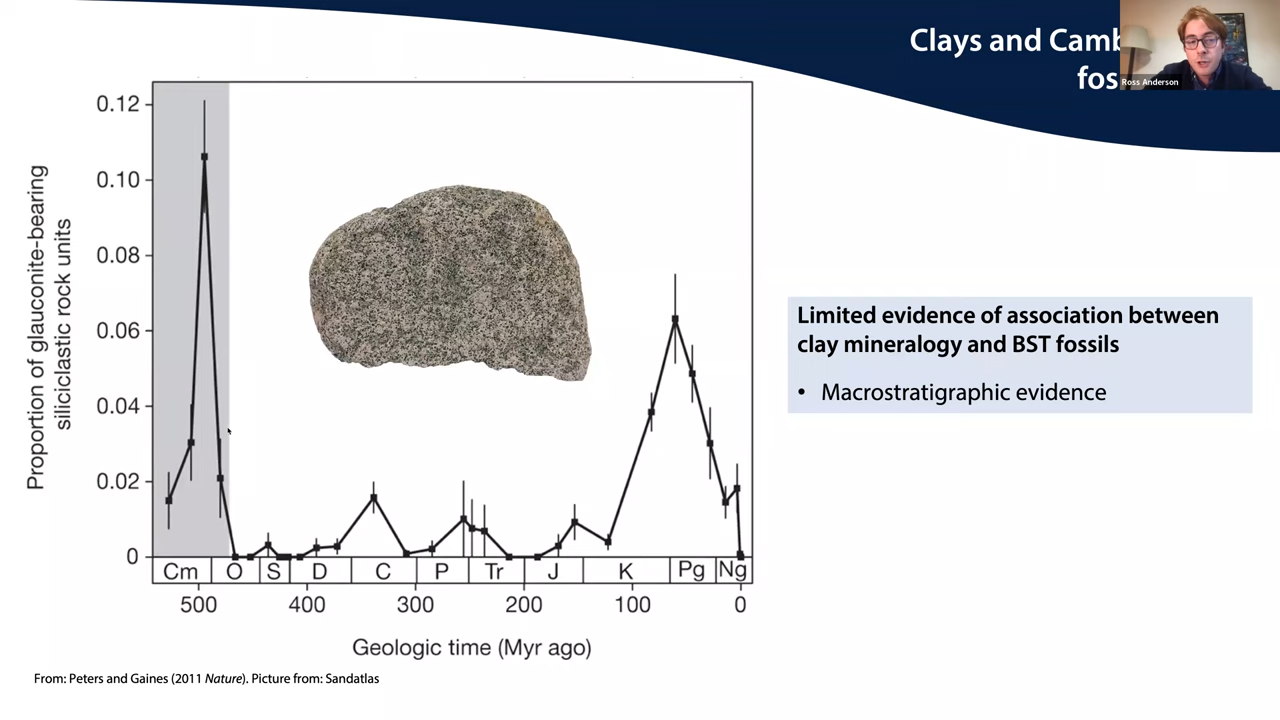 Clays and Camb
fos
Ross Anderson
0.12
0.10
0.08
0.06
0.04
0.02
0
Proportion of glauconite-bearing
siliciclastic rock units
Cm O S D C P Tr J K Pg Ng
500 400 300 200 100 0
Geologic time (Myr ago)
Limited evidence of association between
clay mineralogy and BST fossils
• Macrostratigraphic evidence
From: Peters and Gaines (2011 Nature). Picture from: Sandatlas